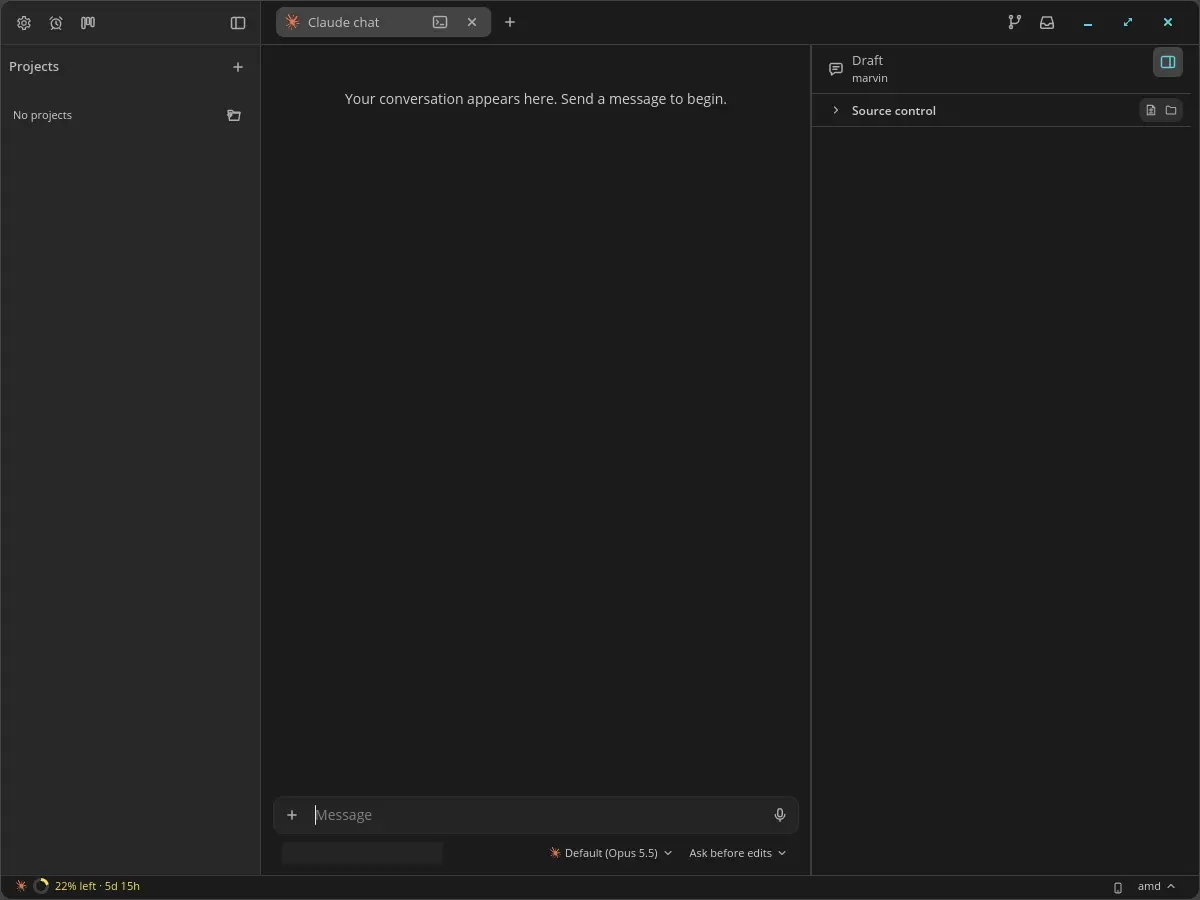 Claude chat
Projects
No projects
Your conversation appears here. Send a message to begin.
Draft
marvin
Source control
Message
Default (Opus 5.5)
Ask before edits
22% left · 5d 15h
amd